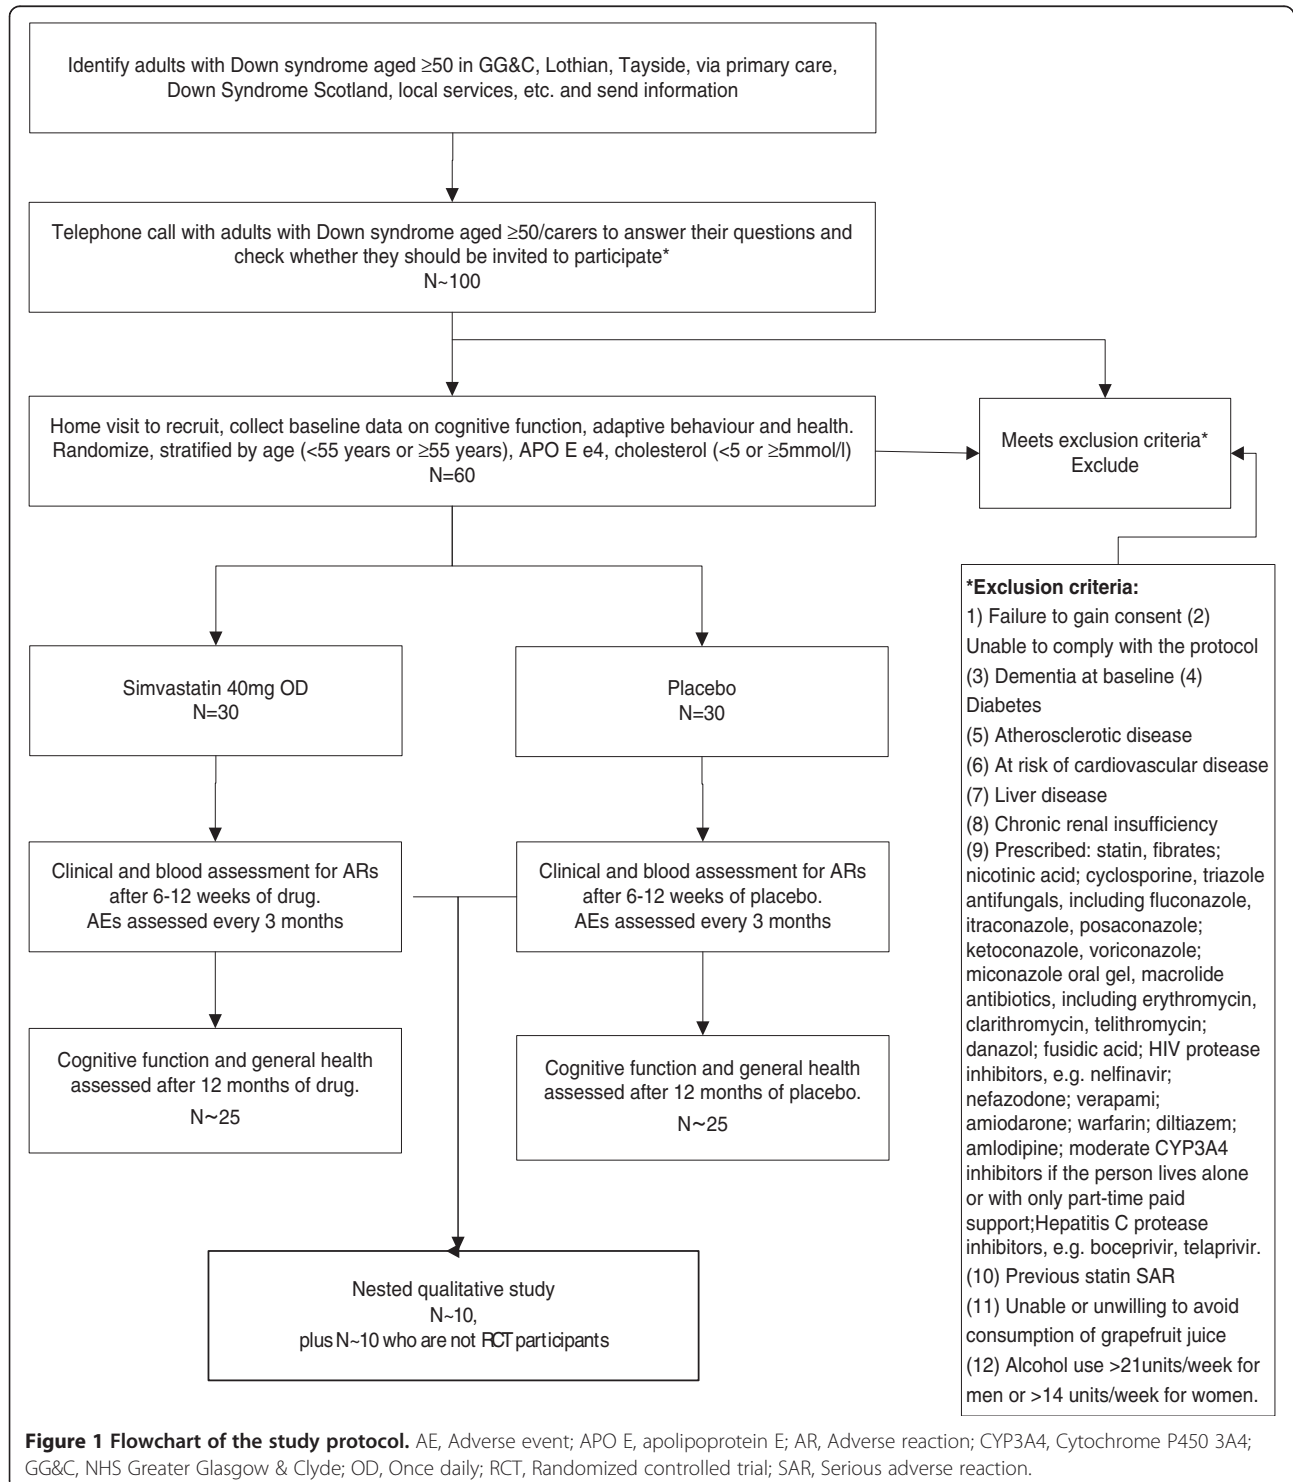 Identify adults with Down syndrome aged ≥50 in GG&C, Lothian, Tayside, via primary care,
Down Syndrome Scotland, local services, etc. and send information
Telephone call with adults with Down syndrome aged ≥50/carers to answer their questions and
check whether they should be invited to participate*
N~100
Home visit to recruit, collect baseline data on cognitive function, adaptive behaviour and health.
Randomize, stratified by age (<55 years or ≥55 years), APO E e4, cholesterol (<5 or ≥5mmol/l)
N=60
Meets exclusion criteria*
Exclude
Simvastatin 40mg OD
N=30
Placebo
N=30
Clinical and blood assessment for ARs
after 6-12 weeks of drug.
AEs assessed every 3 months
Clinical and blood assessment for ARs
after 6-12 weeks of placebo.
AEs assessed every 3 months
Cognitive function and general health
assessed after 12 months of drug.
N~25
Cognitive function and general health
assessed after 12 months of placebo.
N~25
Nested qualitative study
N~10,
plus N~10 who are not RCT participants
*Exclusion criteria:
1) Failure to gain consent (2)
Unable to comply with the protocol
(3) Dementia at baseline (4)
Diabetes
(5) Atherosclerotic disease
(6) At risk of cardiovascular disease
(7) Liver disease
(8) Chronic renal insufficiency
(9) Prescribed: statin, fibrates;
nicotinic acid; cyclosporine, triazole
antifungals, including fluconazole,
itraconazole, posaconazole;
ketoconazole, voriconazole;
miconazole oral gel, macrolide
antibiotics, including erythromycin,
clarithromycin, telithromycin;
danazol; fusidic acid; HIV protease
inhibitors, e.g. nelfinavir;
nefazodone; verapami;
amiodarone; warfarin; diltiazem;
amlodipine; moderate CYP3A4
inhibitors if the person lives alone
or with only part-time paid
support;Hepatitis C protease
inhibitors, e.g. boceprivir, telaprivir.
(10) Previous statin SAR
(11) Unable or unwilling to avoid
consumption of grapefruit juice
(12) Alcohol use >21units/week for
men or >14 units/week for women.
Figure 1 Flowchart of the study protocol. AE, Adverse event; APO E, apolipoprotein E; AR, Adverse reaction; CYP3A4, Cytochrome P450 3A4;
GG&C, NHS Greater Glasgow & Clyde; OD, Once daily; RCT, Randomized controlled trial; SAR, Serious adverse reaction.